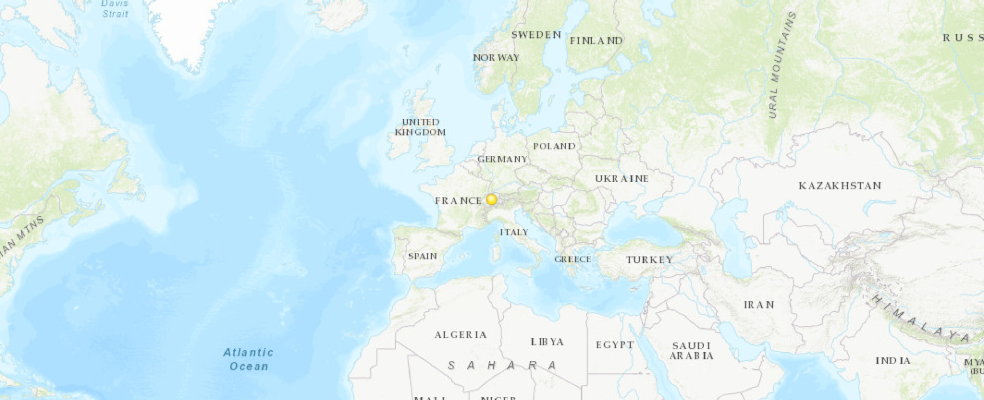 Davis
Strait
SWEDEN
FINLAND
RUSS
NORWAY
URAL MOUNTAINS
UNITED
KINGDOM
POLAND
GERMANY
UKRAINE
KAZAKHSTAN
FRANCE
IAN MTNS
ITALY
SPAIN
GREECE
TURKEY
IRAN
HIMALAYA
ALGERIA
LIBYA
EGYPT
SAUDI
ARABIA
Atlantic
Ocean
SAHARA
INDIA
MYA
(BU
MALI
NIGER